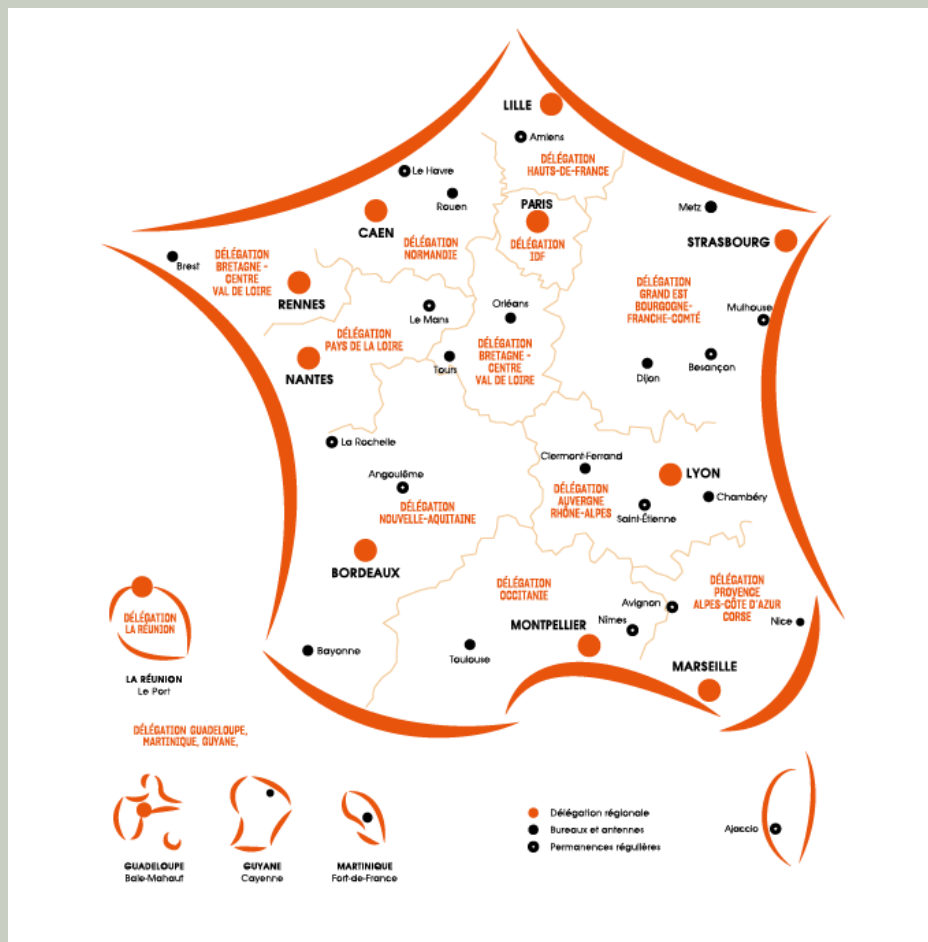 LILLE
Amiens
DÉLÉGATION
HAUTS-DE-FRANCE
Le Havre
Rouen
CAEN
DÉLÉGATION
NORMANDIE
PARIS
DÉLÉGATION
IDF
Metz
STRASBOURG
Brest
DÉLÉGATION
BRETAGNE -
CENTRE
VAL DE LOIRE
RENNES
DÉLÉGATION
GRAND EST
BOURGOGNE-
FRANCHE-COMTÉ
Mulhouse
Besançon
Dijon
Le Mans
Orléans
DÉLÉGATION
PAYS DE LA LOIRE
NANTES
Tours
DÉLÉGATION
BRETAGNE -
CENTRE
VAL DE LOIRE
La Rochelle
Angoulême
DÉLÉGATION
NOUVELLE-AQUITAINE
BORDEAUX
Clermont-Ferrand
LYON
DÉLÉGATION
AUVERGNE
RHÔNE-ALPES
Chambéry
Saint-Étienne
DÉLÉGATION
OCCITANIE
Avignon
Nîmes
MONTPELLIER
DÉLÉGATION
PROVENCE
ALPES-CÔTE D'AZUR
CORSE
Nice
MARSEILLE
Bayonne
Toulouse
DÉLÉGATION
LA RÉUNION
LA RÉUNION
Le Port
DÉLÉGATION GUADELOUPE,
MARTINIQUE, GUYANE,
GUADELOUPE
Baie-Mahaut
GUYANE
Cayenne
MARTINIQUE
Fort-de-France
Délégation régionale
Bureaux et antennes
Permanences régulières
Ajaccio